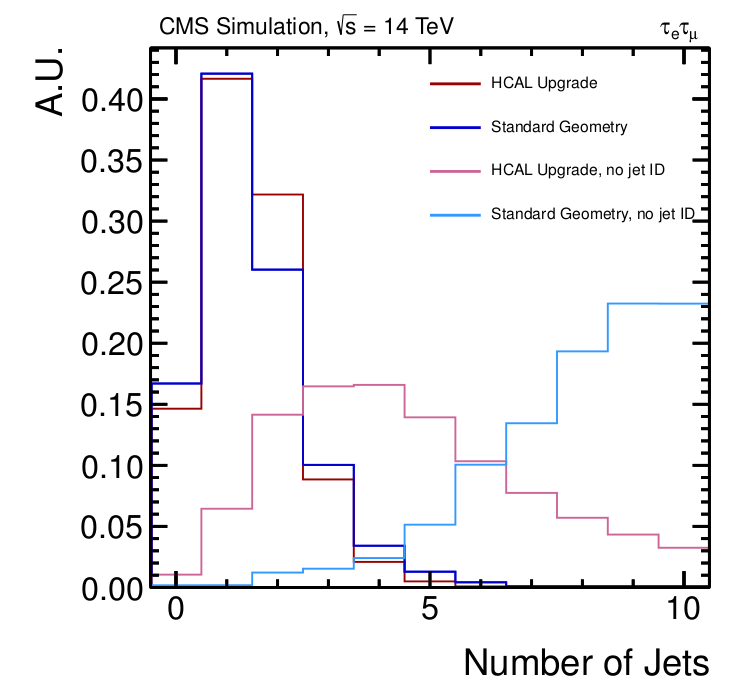 CMS Simulation, √s = 14 TeV τeτμ
A.U.
HCAL Upgrade
Standard Geometry
HCAL Upgrade, no jet ID
Standard Geometry, no jet ID
0.40
0.35
0.30
0.25
0.20
0.15
0.10
0.05
0.00
0 5 10
Number of Jets